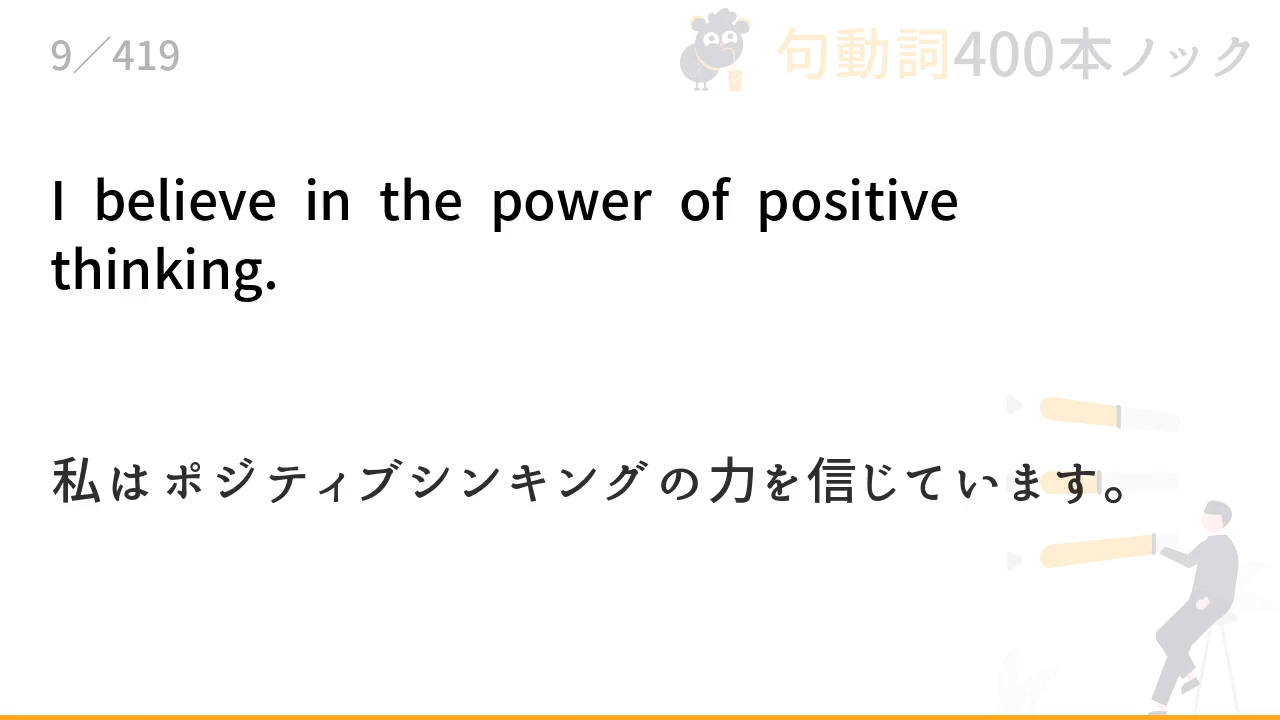 9／419
句動詞400本ノック
I believe in the power of positive
thinking.
私はポジティブシンキングの力を信じています。